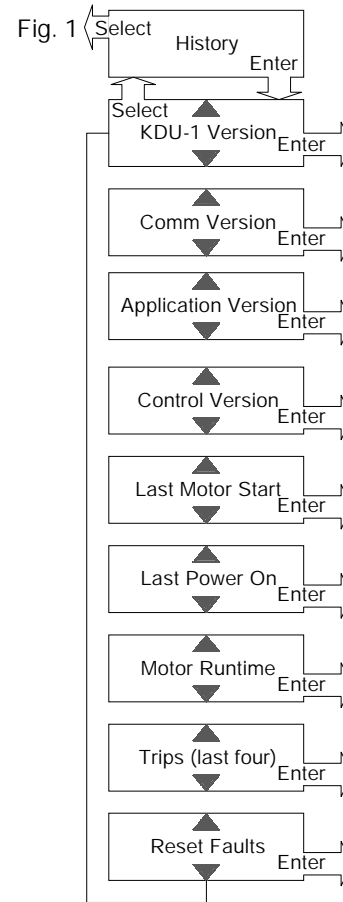 Fig. 1
Select
History
Enter
Select
KDU-1 Version
Enter
Comm Version
Enter
Application Version
Enter
Control Version
Enter
Last Motor Start
Enter
Last Power On
Enter
Motor Runtime
Enter
Trips (last four)
Enter
Reset Faults
Enter